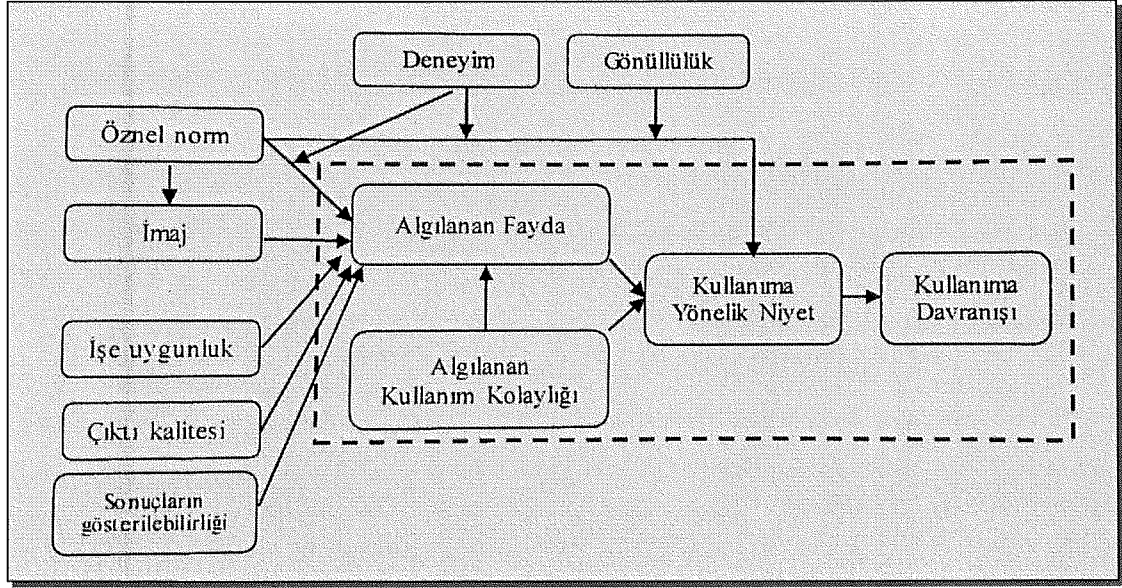 Deneyim
Gönüllülük
Öznel norm
İmaj
Algılanan Fayda
Kullanıma
Yönelik Niyet
Kullanıma
Davranışı
İşe uygunluk
Algılanan
Kullanım Kolaylığı
Çıktı kalitesi
Sonuçların
gösterilebilirliği